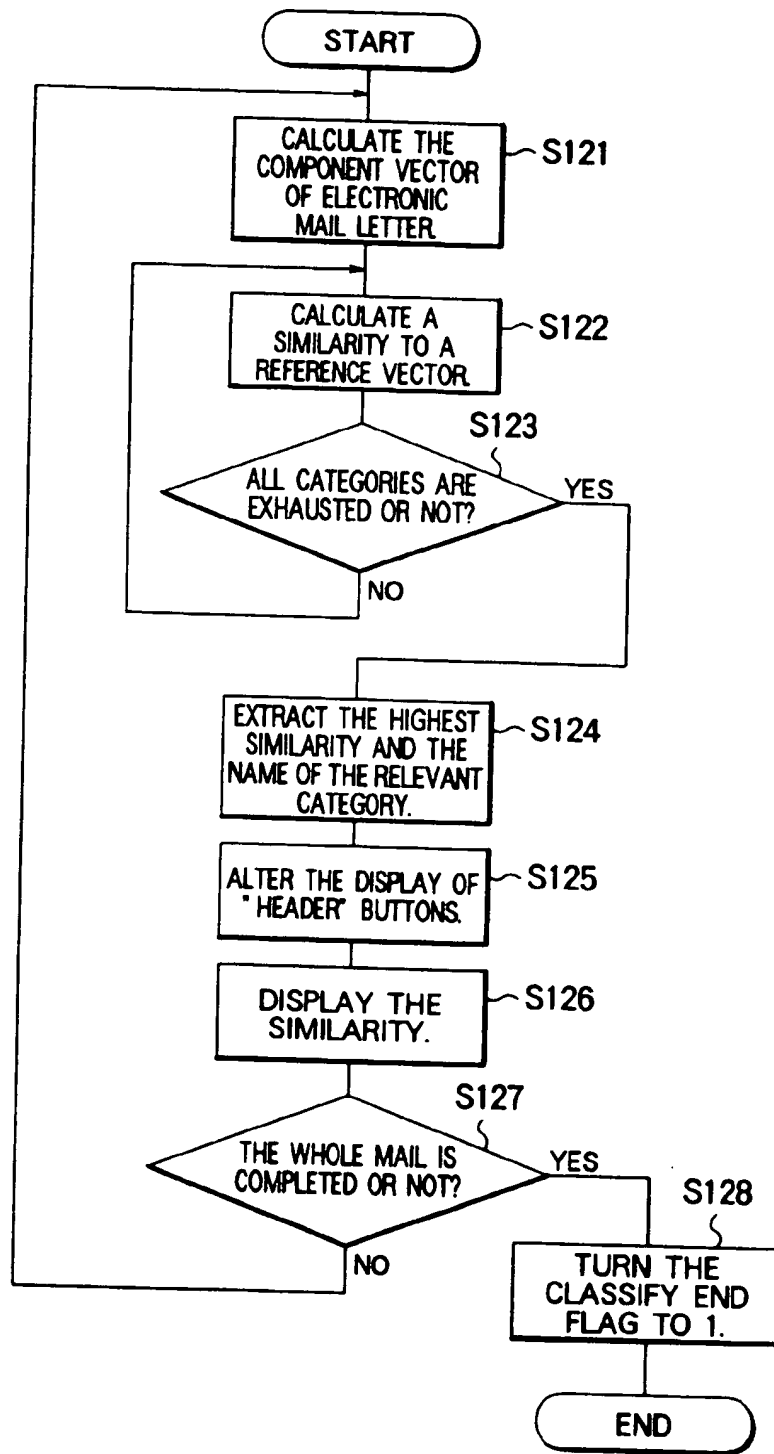 START
CALCULATE THE
COMPONENT VECTOR
OF ELECTRONIC
MAIL LETTER.
S121
CALCULATE A
SIMILARITY TO A
REFERENCE VECTOR.
S122
S123
ALL CATEGORIES ARE
EXHAUSTED OR NOT?
YES
NO
EXTRACT THE HIGHEST
SIMILARITY AND THE
NAME OF THE RELEVANT
CATEGORY.
S124
ALTER THE DISPLAY OF
"HEADER" BUTTONS.
S125
DISPLAY THE
SIMILARITY.
S126
S127
THE WHOLE MAIL IS
COMPLETED OR NOT?
YES
NO
S128
TURN THE
CLASSIFY END
FLAG TO 1.
END